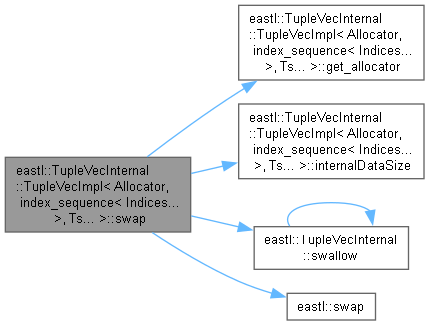 eastl::TupleVecInternal
::TupleVecImpl< Allocator,
index_sequence< Indices...
>, Ts... >::get_allocator
eastl::TupleVecInternal
::TupleVecImpl< Allocator,
index_sequence< Indices...
>, Ts... >::internalDataSize
eastl::TupleVecInternal
::TupleVecImpl< Allocator,
index_sequence< Indices...
>, Ts... >::swap
eastl::TupleVecInternal
::swallow
eastl::swap